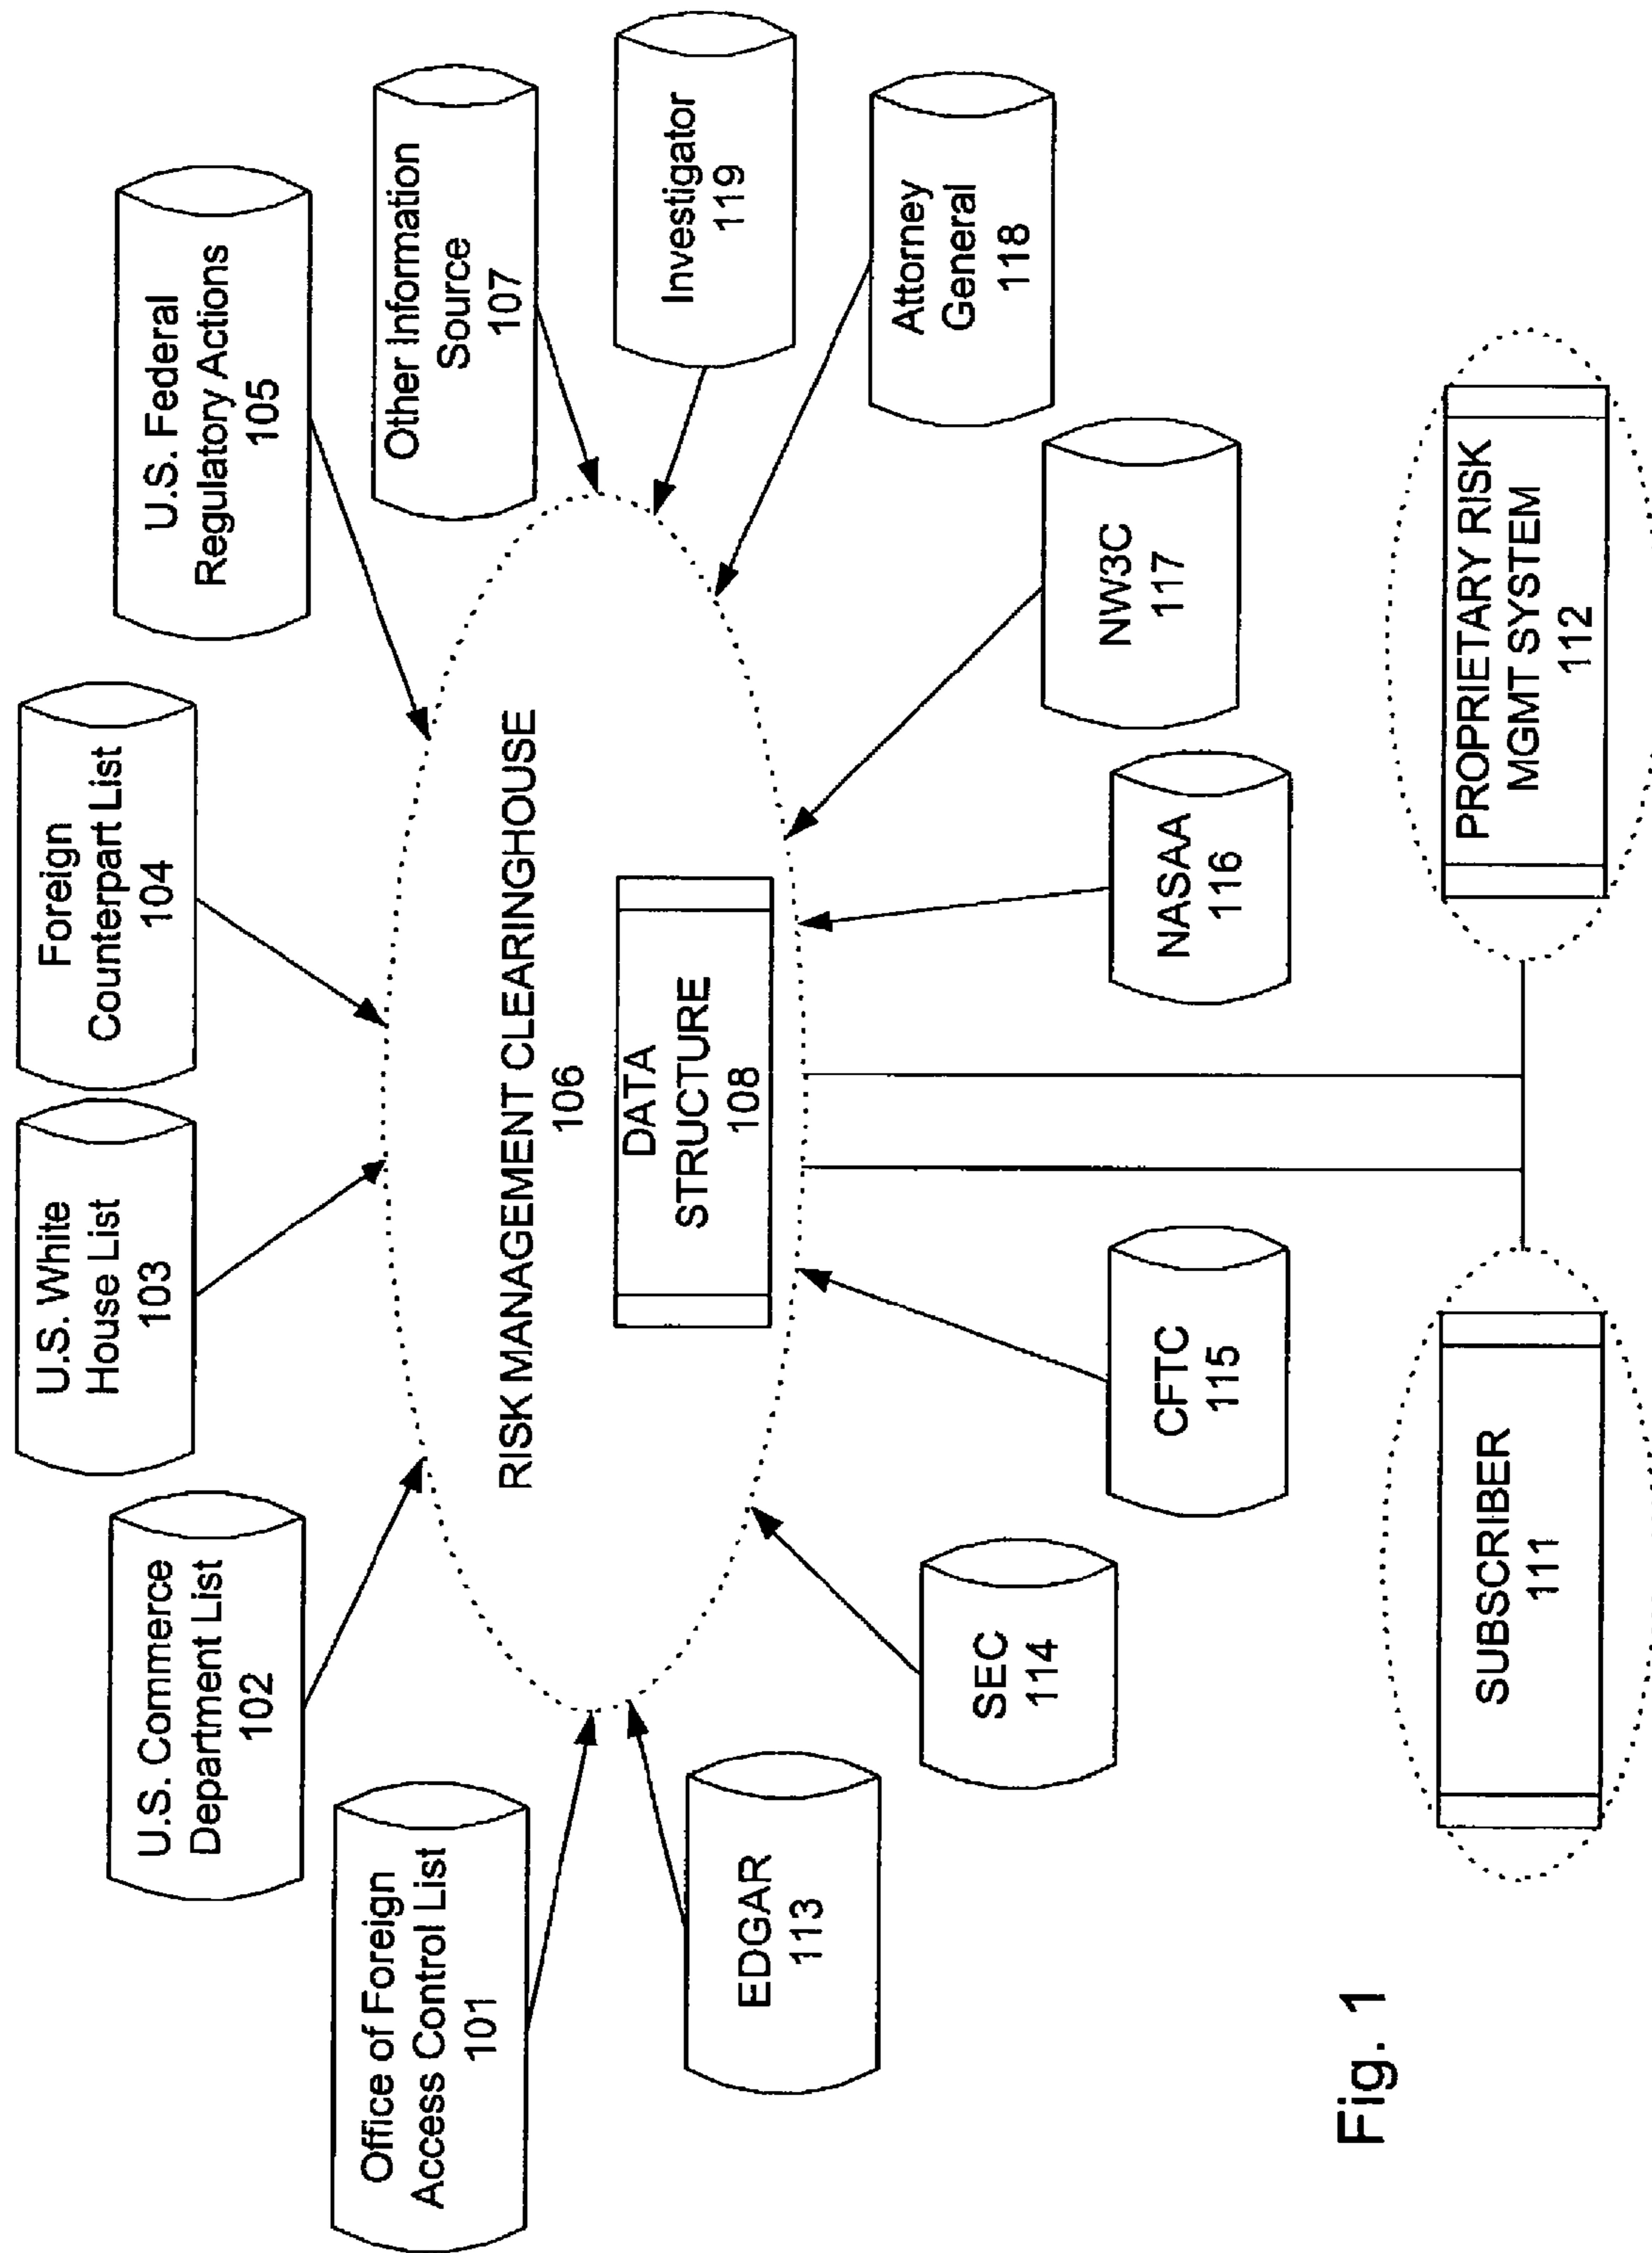 Office of Foreign
Access Control List
101
U.S. Commerce
Department List
102
U.S. White
House List
103
Foreign
Counterpart List
104
U.S. Federal
Regulatory Actions
105
Other Information
Source
107
Investigator
119
Attorney
General
118
RISK MANAGEMENT CLEARINGHOUSE
106
DATA
STRUCTURE
108
EDGAR
113
SEC
114
CFTC
115
NASAA
116
NW3C
117
SUBSCRIBER
111
PROPRIETARY RISK
MGMT SYSTEM
112
Fig. 1